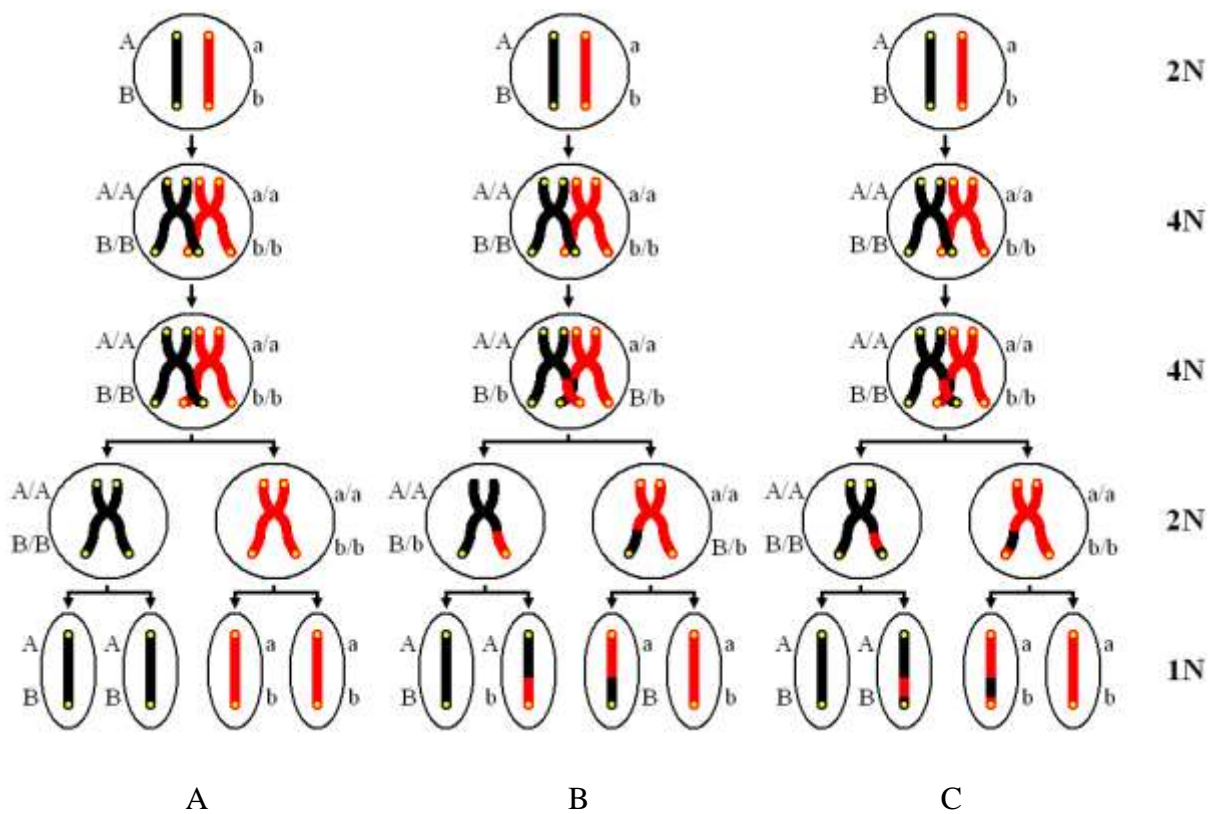 A a A a A a 2N
B b B b B b
A/A a/a A/A a/a A/A a/a 4N
B/B b/b B/B b/b B/B b/b
A/A a/a A/A a/a A/A a/a 4N
B/B b/b B/b B/b B/B b/b
A/A a/a A/A a/a A/A a/a 2N
B/B b/b B/b B/b B/B b/b
A A a a A A a a A A a a 1N
B B b b B b B b B B b b
A B C